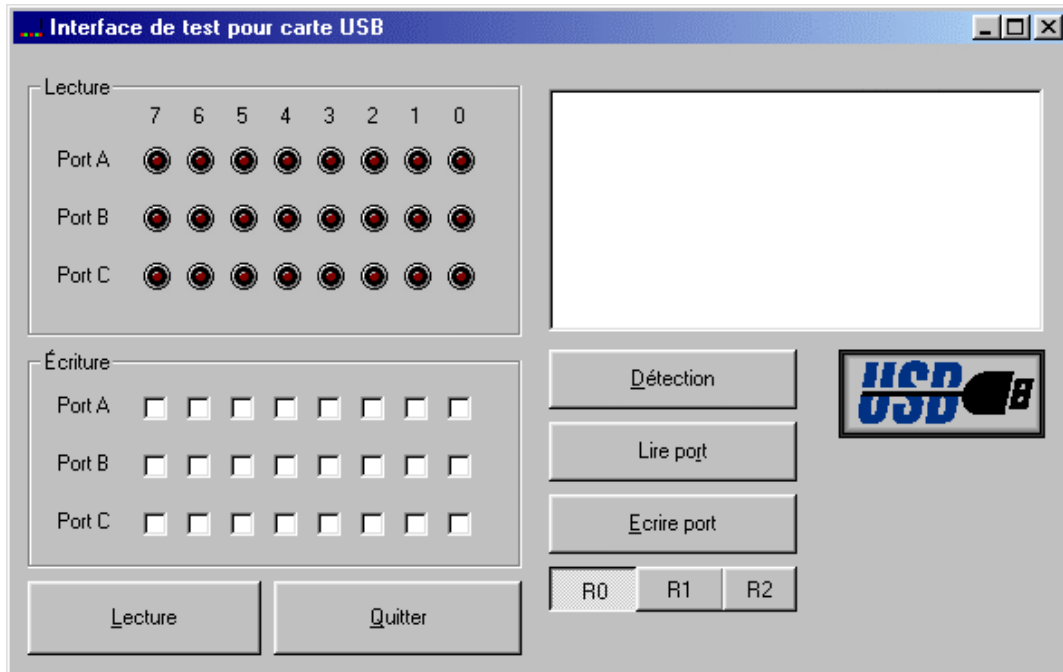 Interface de test pour carte USB
Lecture
7 6 5 4 3 2 1 0
Port A
Port B
Port C
Écriture
Port A
Port B
Port C
Lecture
Quitter
Détection
Lire port
Ecrire port
R0 R1 R2
USB